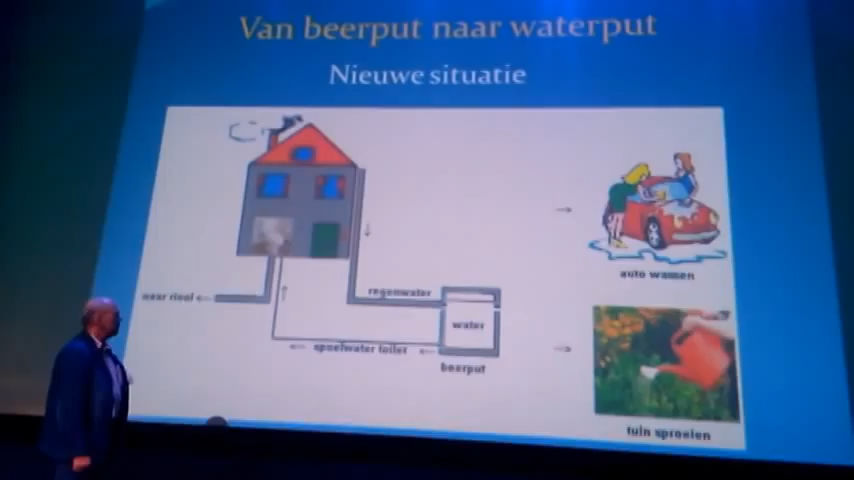 Van beerput naar waterput
Nieuwe situatie
auto wassen
naar riool
regenwater
water
spoelwater toilet
beerput
tuin sproeien